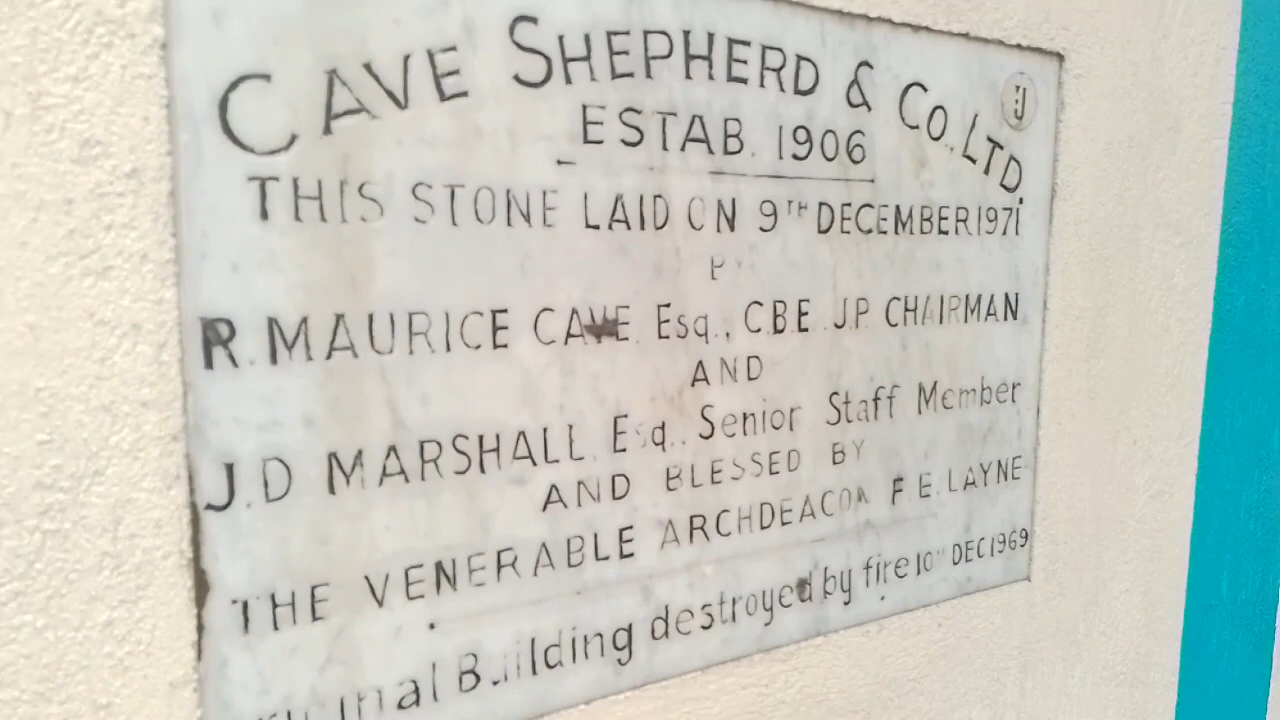 CAVE SHEPHERD & CO. LTD.
ESTAB. 1906
THIS STONE LAID ON 9TH DECEMBER 1971
BY
R. MAURICE CAVE. Esq., C.B.E. J.P. CHAIRMAN
AND
J.D MARSHALL. Esq.. Senior Staff Member
AND BLESSED BY
THE VENERABLE ARCHDEACON F.E. LAYNE
Original Building destroyed by fire 10TH DEC 1969